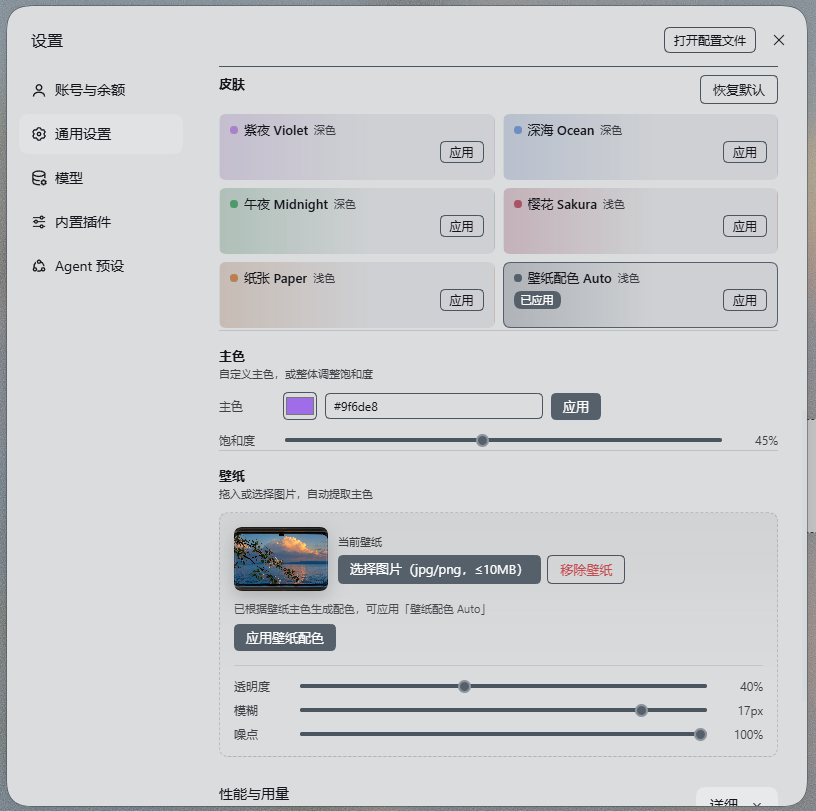 设置
打开配置文件
账号与余额
通用设置
模型
内置插件
Agent 预设
皮肤
恢复默认
紫夜 Violet 深色
应用
深海 Ocean 深色
应用
午夜 Midnight 深色
应用
樱花 Sakura 浅色
应用
纸张 Paper 浅色
应用
壁纸配色 Auto 浅色
已应用
应用
主色
自定义主色，或整体调整饱和度
主色
#9f6de8
应用
饱和度
45%
壁纸
拖入或选择图片，自动提取主色
当前壁纸
选择图片（jpg/png，≤10MB）
移除壁纸
已根据壁纸主色生成配色，可应用「壁纸配色 Auto」
应用壁纸配色
透明度
40%
模糊
17px
噪点
100%
性能与用量
详细